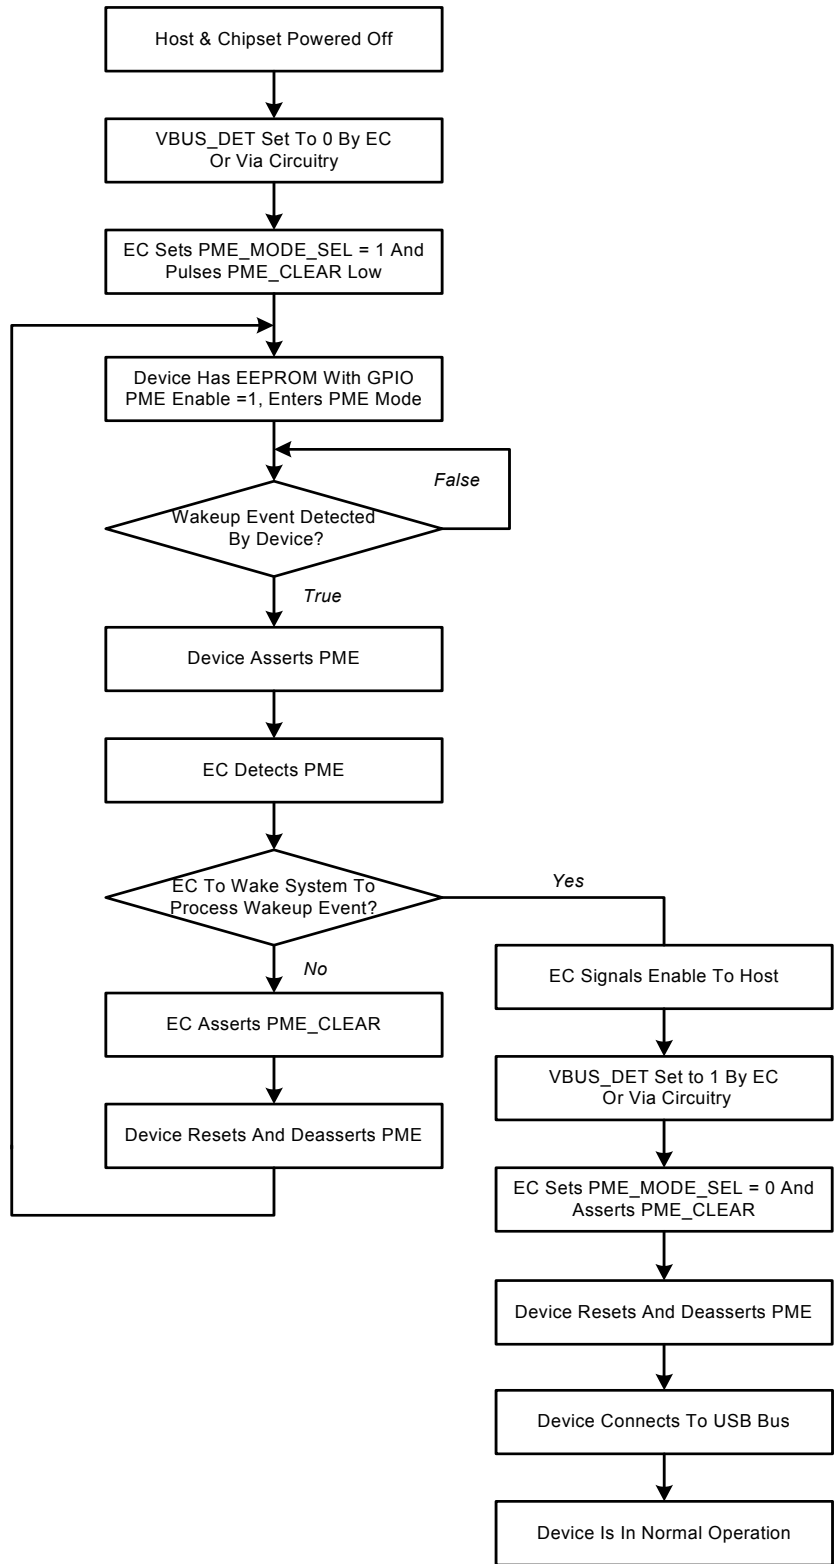 Host & Chipset Powered Off
VBUS_DET Set To 0 By EC
Or Via Circuitry
EC Sets PME_MODE_SEL = 1 And
Pulses PME_CLEAR Low
Device Has EEPROM With GPIO
PME Enable =1, Enters PME Mode
False
Wakeup Event Detected
By Device?
True
Device Asserts PME
EC Detects PME
EC To Wake System To
Process Wakeup Event?
Yes
No
EC Signals Enable To Host
EC Asserts PME_CLEAR
VBUS_DET Set to 1 By EC
Or Via Circuitry
Device Resets And Deasserts PME
EC Sets PME_MODE_SEL = 0 And
Asserts PME_CLEAR
Device Resets And Deasserts PME
Device Connects To USB Bus
Device Is In Normal Operation